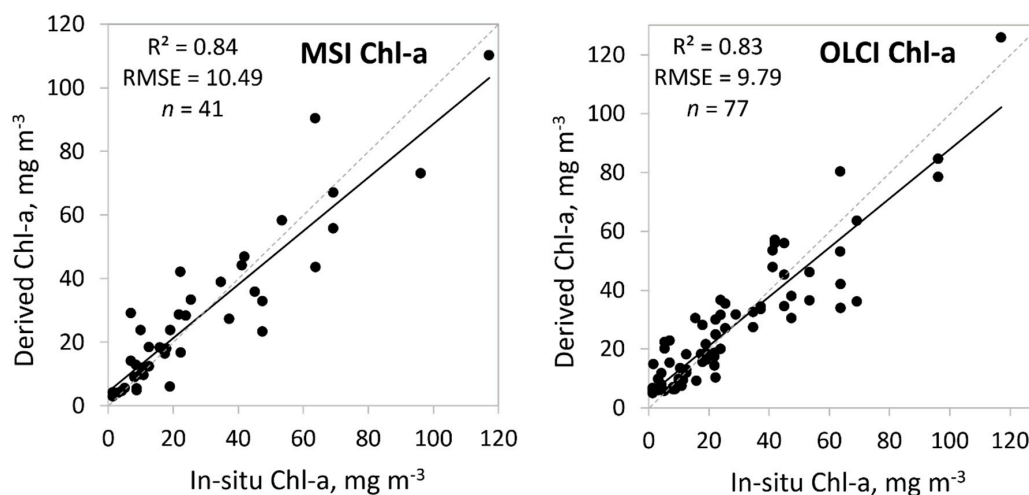 MSI Chl-a
R² = 0.84
RMSE = 10.49
n = 41
Derived Chl-a, mg m⁻³
120
100
80
60
40
20
0
0 20 40 60 80 100 120
In-situ Chl-a, mg m⁻³
OLCI Chl-a
R² = 0.83
RMSE = 9.79
n = 77
Derived Chl-a, mg m⁻³
120
100
80
60
40
20
0
0 20 40 60 80 100 120
In-situ Chl-a, mg m⁻³